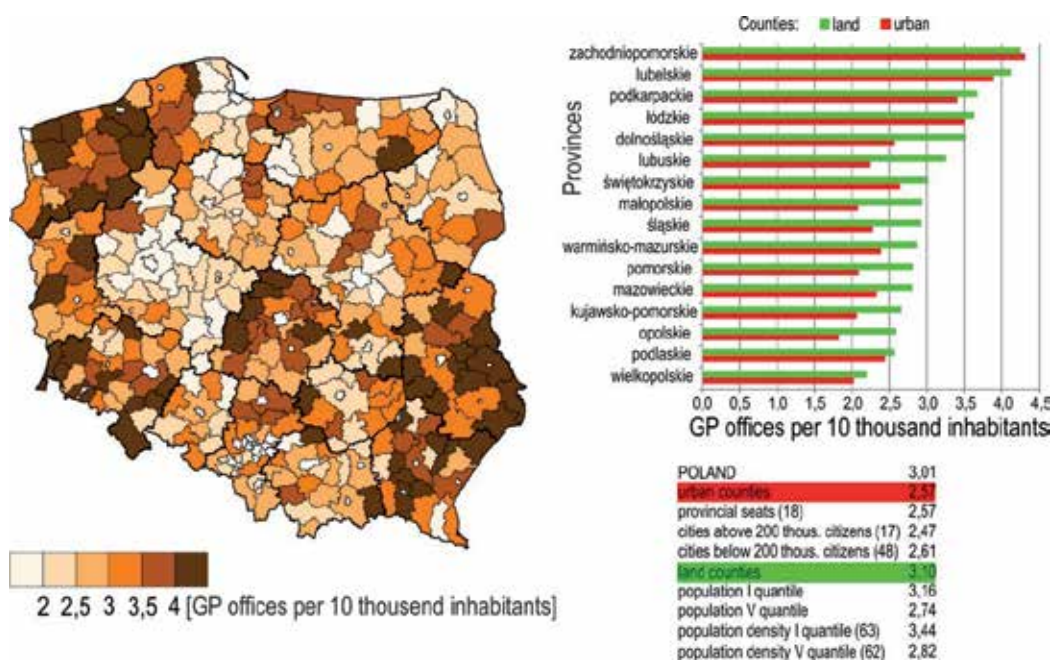 Counties: land urban
Provinces
zachodniopomorskie
lubelskie
podkarpackie
łódzkie
dolnośląskie
lubuskie
świętokrzyskie
małopolskie
śląskie
warmińsko-mazurskie
pomorskie
mazowieckie
kujawsko-pomorskie
opolskie
podlaskie
wielkopolskie
0,0 0,5 1,0 1,5 2,0 2,5 3,0 3,5 4,0 4,5
GP offices per 10 thousand inhabitants
2 2,5 3 3,5 4 [GP offices per 10 thousend inhabitants]
POLAND 3,01
urban counties 2,57
provincial seats (18) 2,57
cities above 200 thous. citizens (17) 2,47
cities below 200 thous. citizens (48) 2,61
land counties 3,10
population I quantile 3,16
population V quantile 2,74
population density I quantile (63) 3,44
population density V quantile (62) 2,82